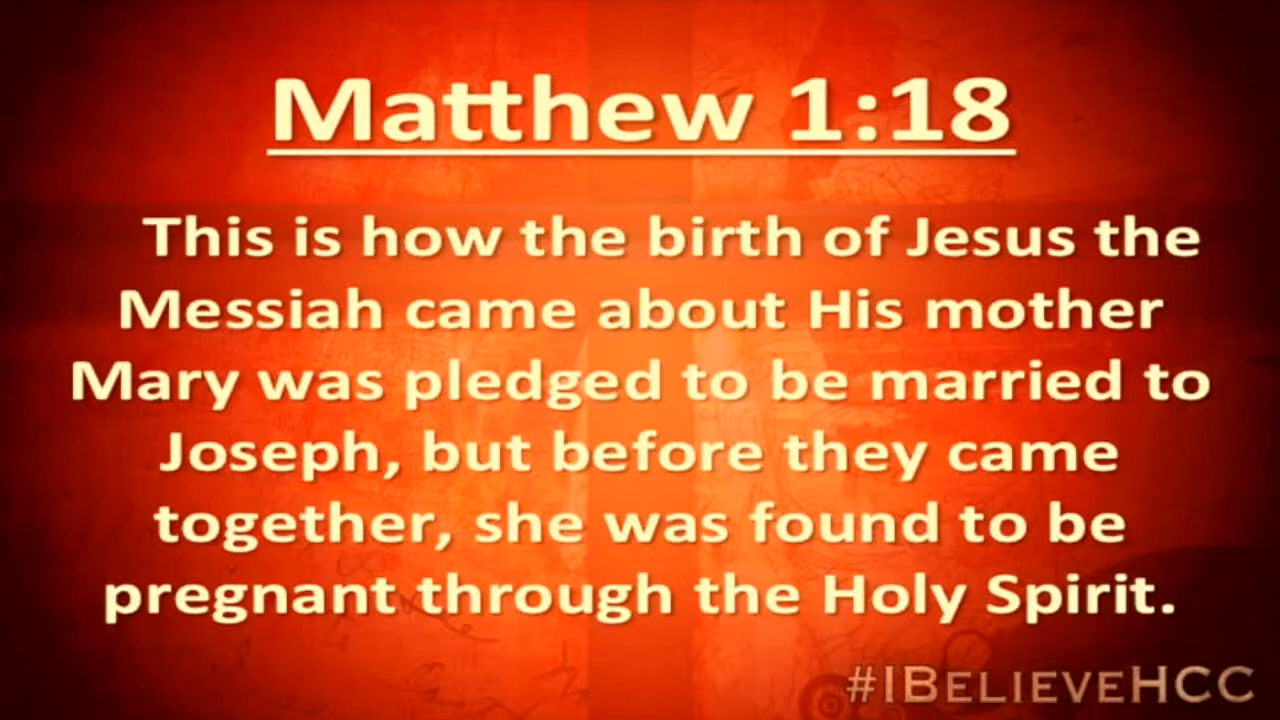 Matthew 1:18
This is how the birth of Jesus the
Messiah came about His mother
Mary was pledged to be married to
Joseph, but before they came
together, she was found to be
pregnant through the Holy Spirit.
#IBELIEVEHCC